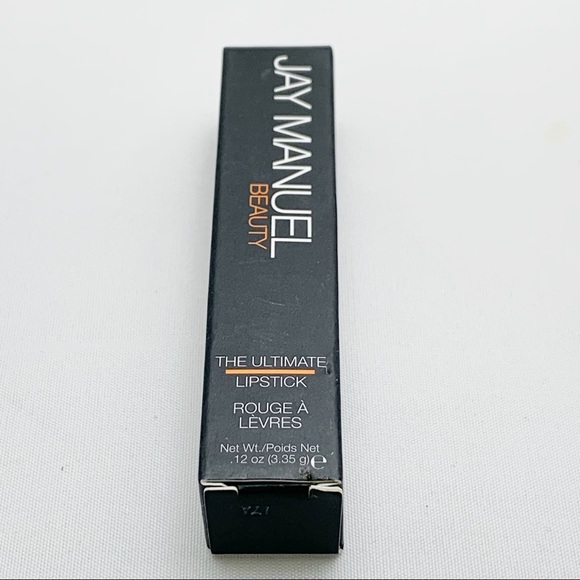 JAY MANUEL
BEAUTY
THE ULTIMATE
LIPSTICK
ROUGE À
LÈVRES
Net Wt./Poids Net
.12 oz (3.35 g) ℮